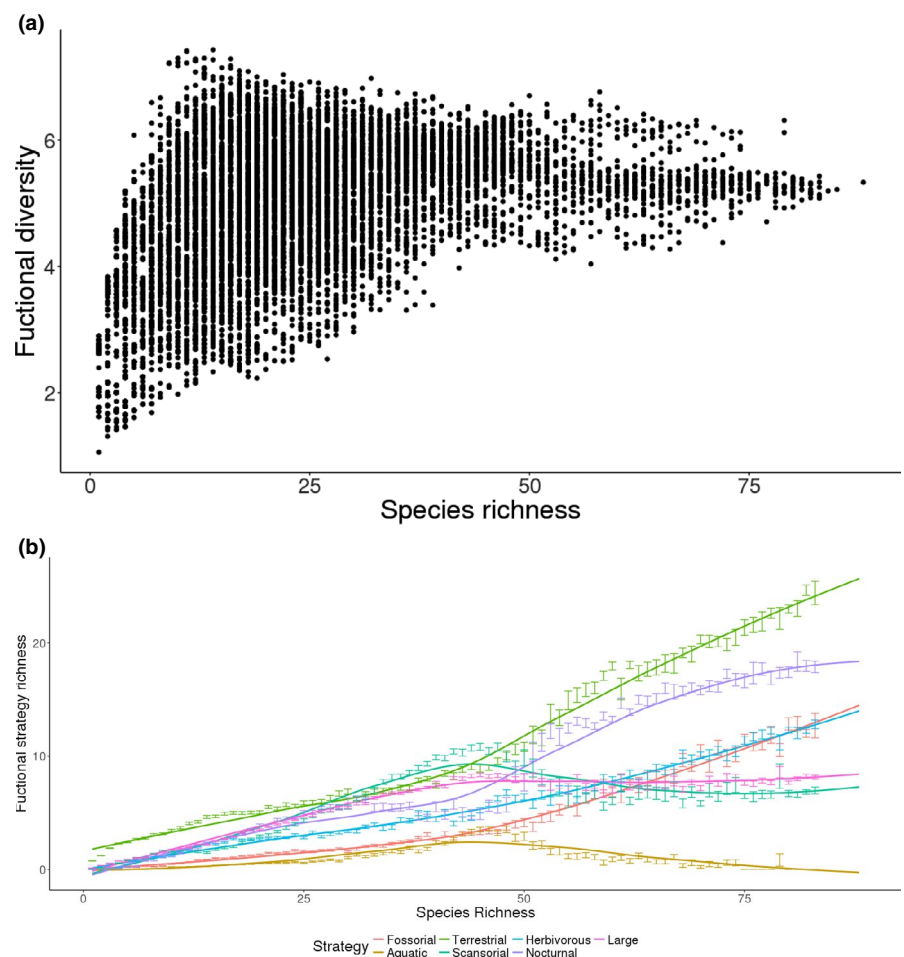 (a)
Fuctional diversity
6
4
2
0 25 50 75
Species richness
(b)
Fuctional strategy richness
20
10
0
0 25 50 75
Species Richness
Strategy Fossorial Terrestrial Herbivorous Large
Aquatic Scansorial Nocturnal